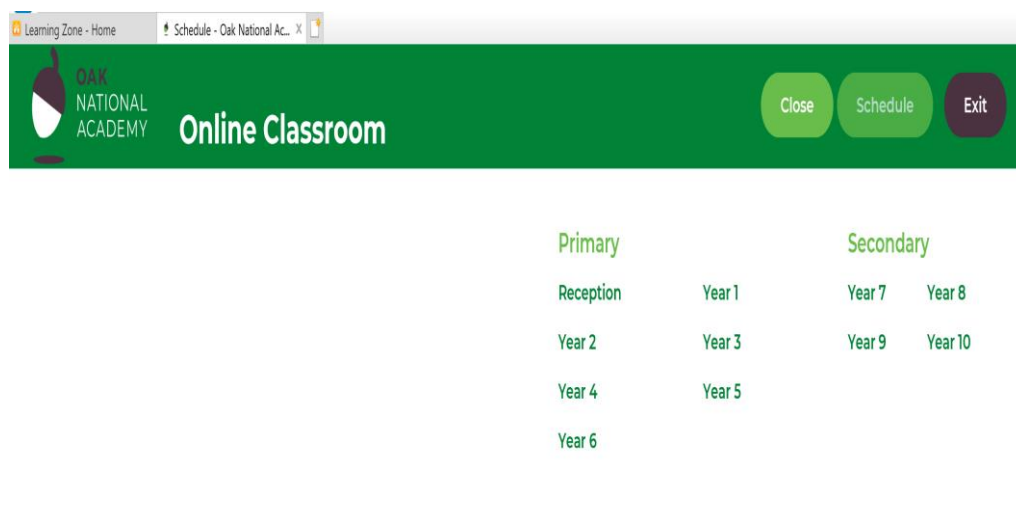 Learning Zone - Home Schedule - Oak National Ac... X
OAK
NATIONAL
ACADEMY
Online Classroom
Close Schedule Exit
Primary Secondary
Reception Year 1 Year 7 Year 8
Year 2 Year 3 Year 9 Year 10
Year 4 Year 5
Year 6